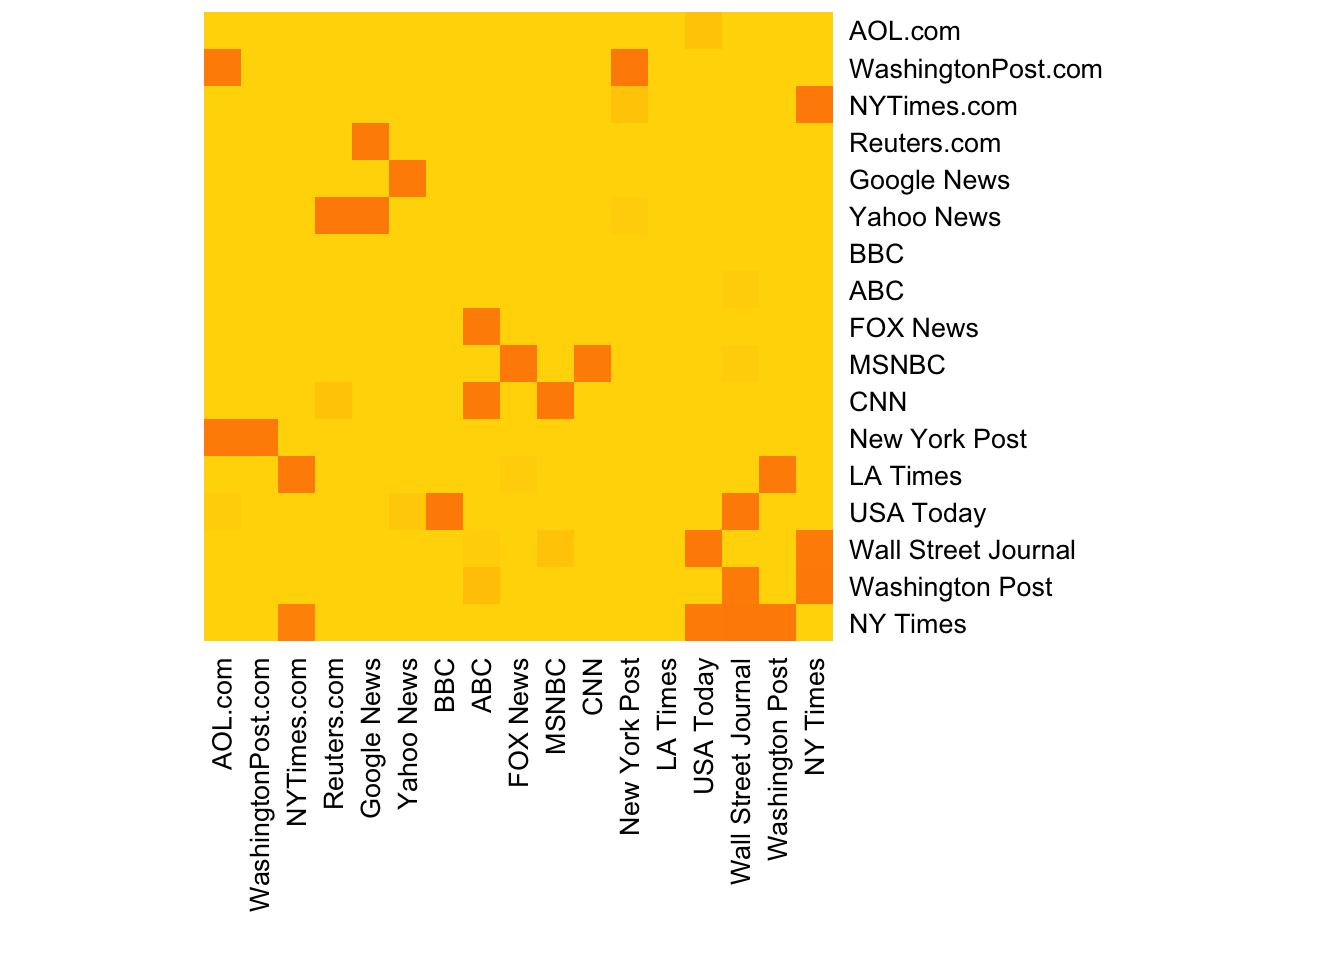 AOL.com
WashingtonPost.com
NYTimes.com
Reuters.com
Google News
Yahoo News
BBC
ABC
FOX News
MSNBC
CNN
New York Post
LA Times
USA Today
Wall Street Journal
Washington Post
NY Times
AOL.com
WashingtonPost.com
NYTimes.com
Reuters.com
Google News
Yahoo News
BBC
ABC
FOX News
MSNBC
CNN
New York Post
LA Times
USA Today
Wall Street Journal
Washington Post
NY Times